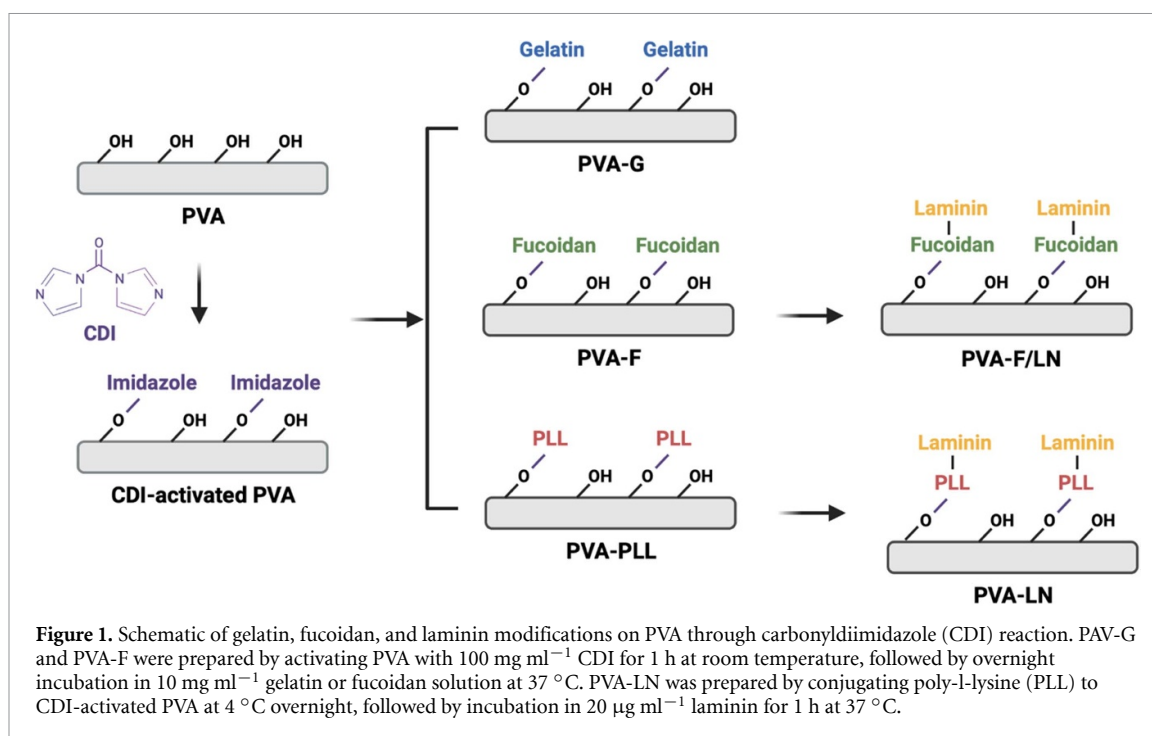 Gelatin Gelatin
O OH O OH
PVA-G
OH OH OH OH
PVA
O
N N N N
CDI
Imidazole Imidazole
O OH O OH
CDI-activated PVA
Fucoidan Fucoidan
O OH O OH
PVA-F
Laminin Laminin
Fucoidan Fucoidan
O OH O OH
PVA-F/LN
PLL PLL
O OH O OH
PVA-PLL
Laminin Laminin
PLL PLL
O OH O OH
PVA-LN
Figure 1. Schematic of gelatin, fucoidan, and laminin modifications on PVA through carbonyldiimidazole (CDI) reaction. PAV-G
and PVA-F were prepared by activating PVA with 100 mg ml⁻¹ CDI for 1 h at room temperature, followed by overnight
incubation in 10 mg ml⁻¹ gelatin or fucoidan solution at 37 °C. PVA-LN was prepared by conjugating poly-l-lysine (PLL) to
CDI-activated PVA at 4 °C overnight, followed by incubation in 20 μg ml⁻¹ laminin for 1 h at 37 °C.